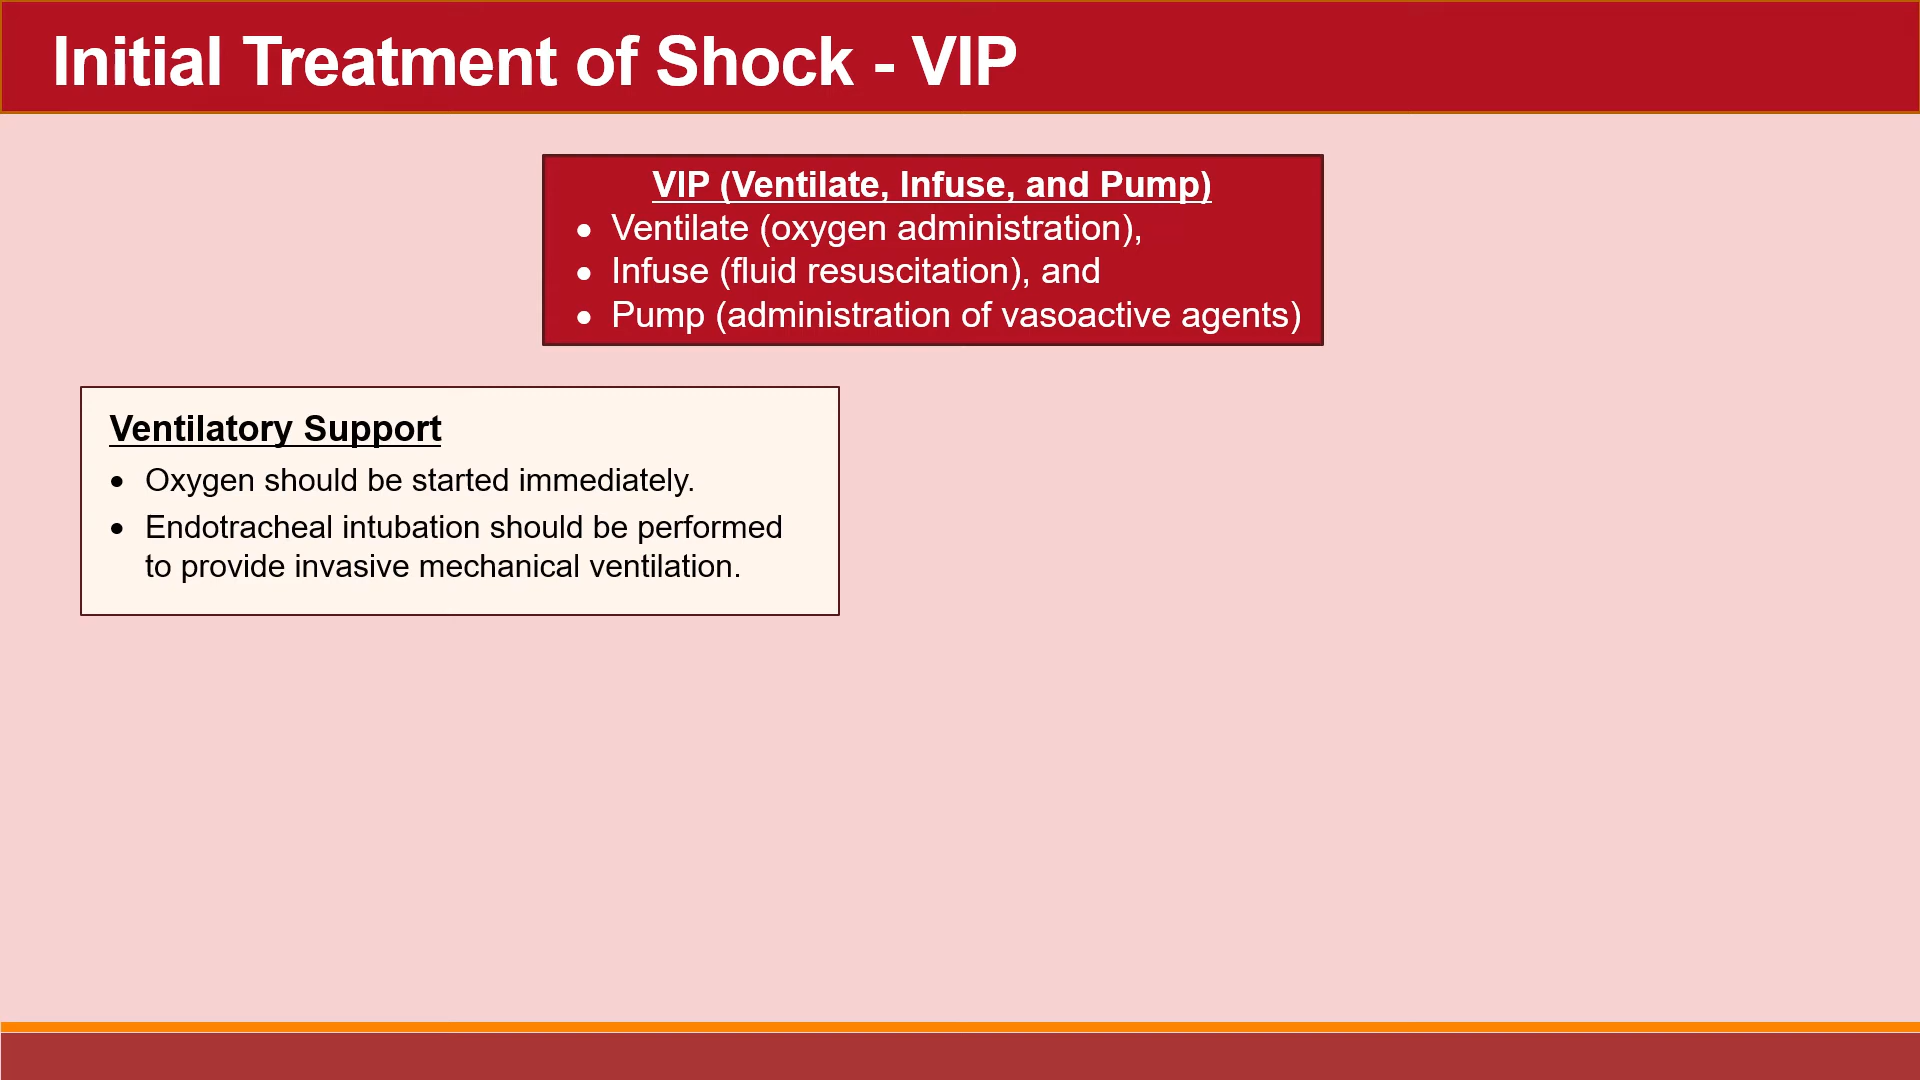 Initial Treatment of Shock - VIP
VIP (Ventilate, Infuse, and Pump)
• Ventilate (oxygen administration),
• Infuse (fluid resuscitation), and
• Pump (administration of vasoactive agents)
Ventilatory Support
• Oxygen should be started immediately.
• Endotracheal intubation should be performed
to provide invasive mechanical ventilation.